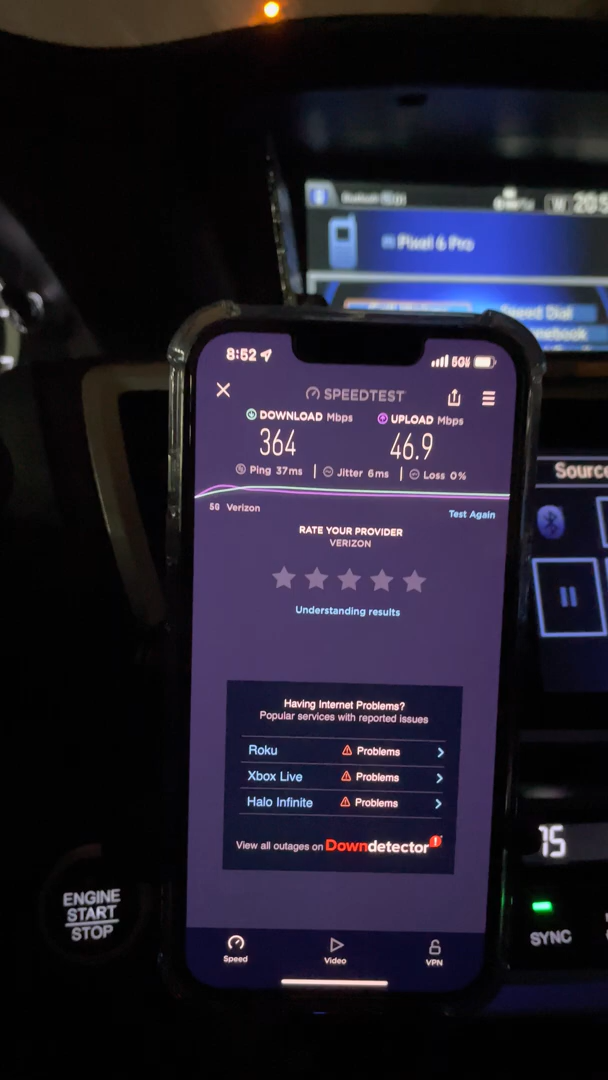 Pixel 6 Pro
Speed Dial
8:52
5G
SPEEDTEST
DOWNLOAD Mbps
UPLOAD Mbps
364
46.9
Ping 37ms
Jitter 6ms
Loss 0%
5G Verizon
Test Again
RATE YOUR PROVIDER
VERIZON
Understanding results
Having Internet Problems?
Popular services with reported issues
Roku Problems
Xbox Live Problems
Halo Infinite Problems
View all outages on Downdetector
Speed
Video
VPN
Source
15
SYNC
ENGINE
START
STOP